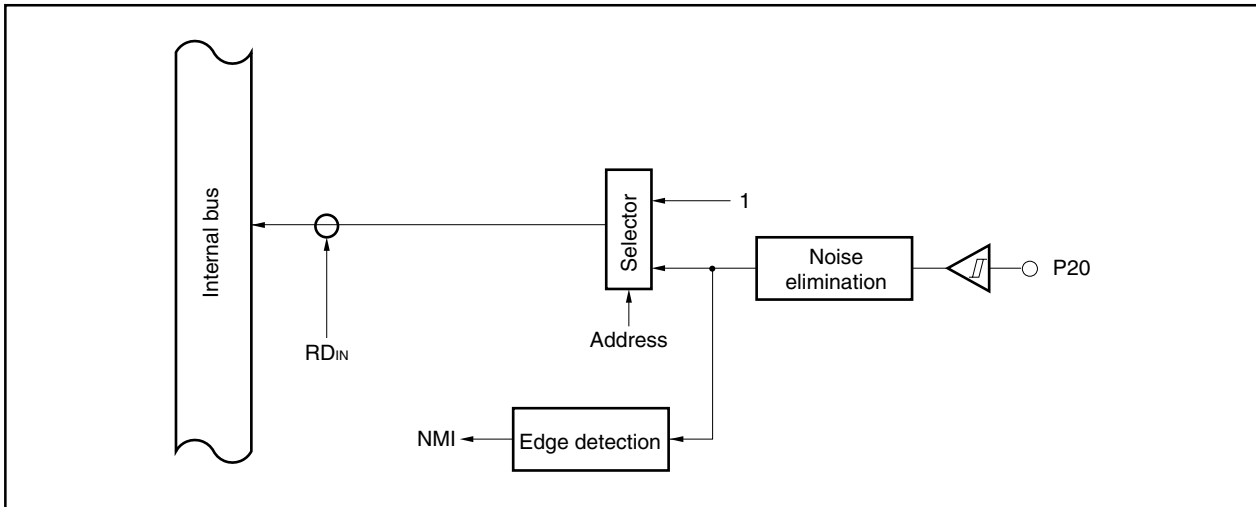 Internal bus
Selector
1
Noise
elimination
P20
Address
RDIN
NMI
Edge detection